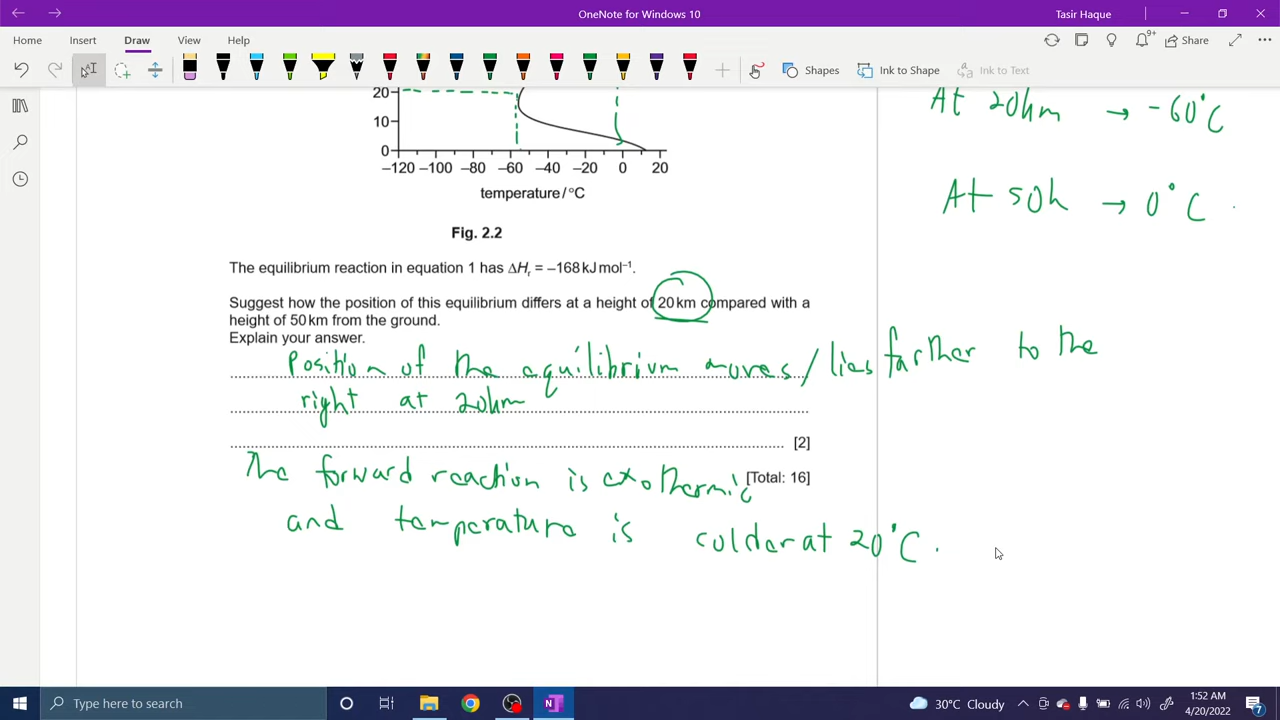 OneNote for Windows 10
Tasir Haque
Home Insert Draw View Help
9+
Share
Shapes
Ink to Shape
Ink to Text
20
10
0
−120 −100 −80 −60 −40 −20 0 20
temperature / °C
Fig. 2.2
At 20km → -60°C
At 50k → 0°C .
The equilibrium reaction in equation 1 has ΔHr = −168 kJ mol⁻¹.
Suggest how the position of this equilibrium differs at a height of 20 km compared with a
height of 50 km from the ground.
Explain your answer.
Position of the equilibrium moves / lies farther to the
right at 20km
[2]
[Total: 16]
The forward reaction is exothermic
and temperature is colder at 20°C .
Type here to search
30°C Cloudy
1:52 AM
4/20/2022
7